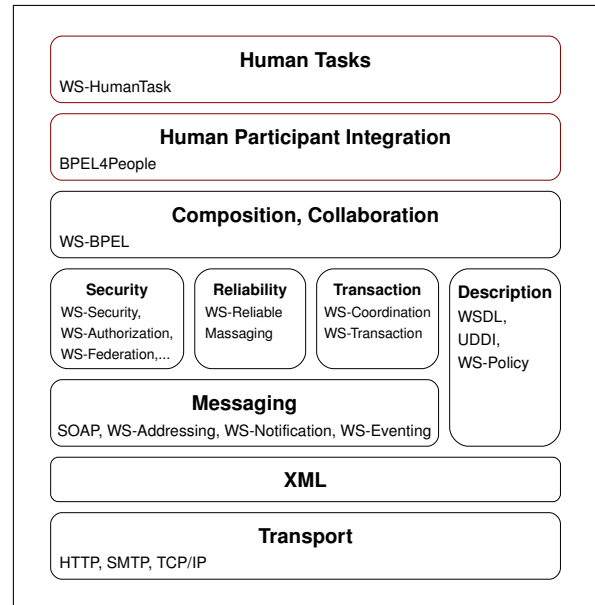 Human Tasks
WS-HumanTask
Human Participant Integration
BPEL4People
Composition, Collaboration
WS-BPEL
Security
WS-Security,
WS-Authorization,
WS-Federation,...
Reliability
WS-Reliable
Massaging
Transaction
WS-Coordination
WS-Transaction
Description
WSDL,
UDDI,
WS-Policy
Messaging
SOAP, WS-Addressing, WS-Notification, WS-Eventing
XML
Transport
HTTP, SMTP, TCP/IP